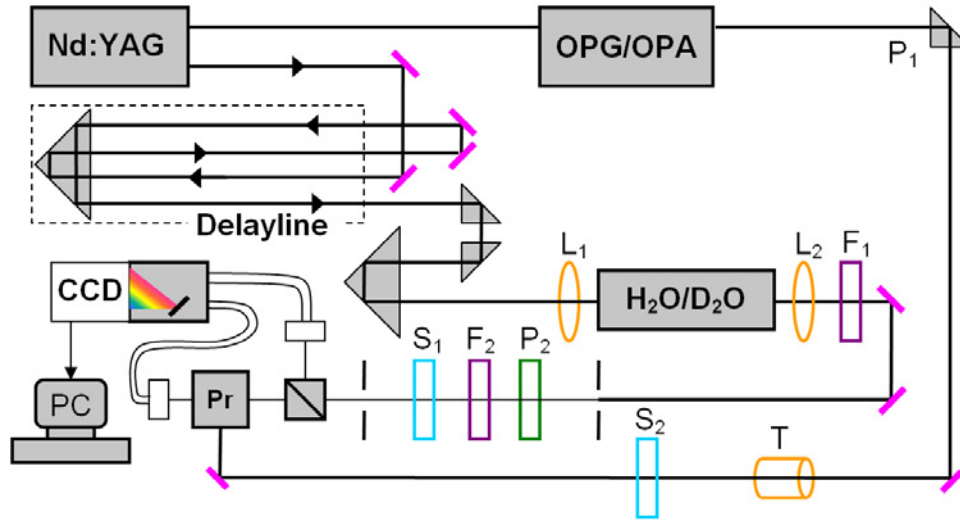 Nd:YAG
OPG/OPA
P1
Delayline
L1
L2
F1
CCD
H2O/D2O
S1
F2
P2
PC
Pr
S2
T